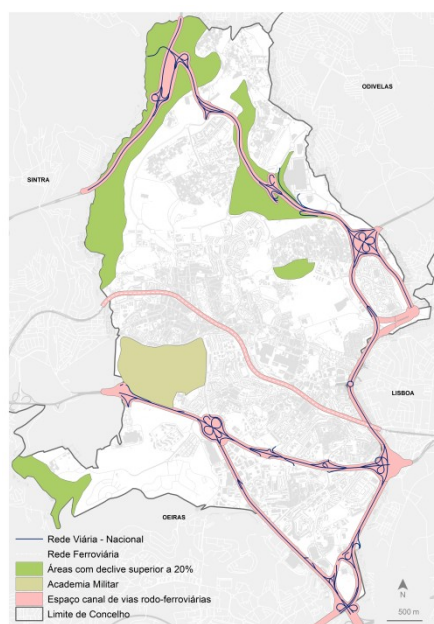 ODIVELAS
SINTRA
LISBOA
OEIRAS
Rede Viária - Nacional
Rede Ferroviária
Áreas com declive superior a 20%
Academia Militar
Espaço canal de vias rodo-ferroviárias
Limite de Concelho
N
500 m